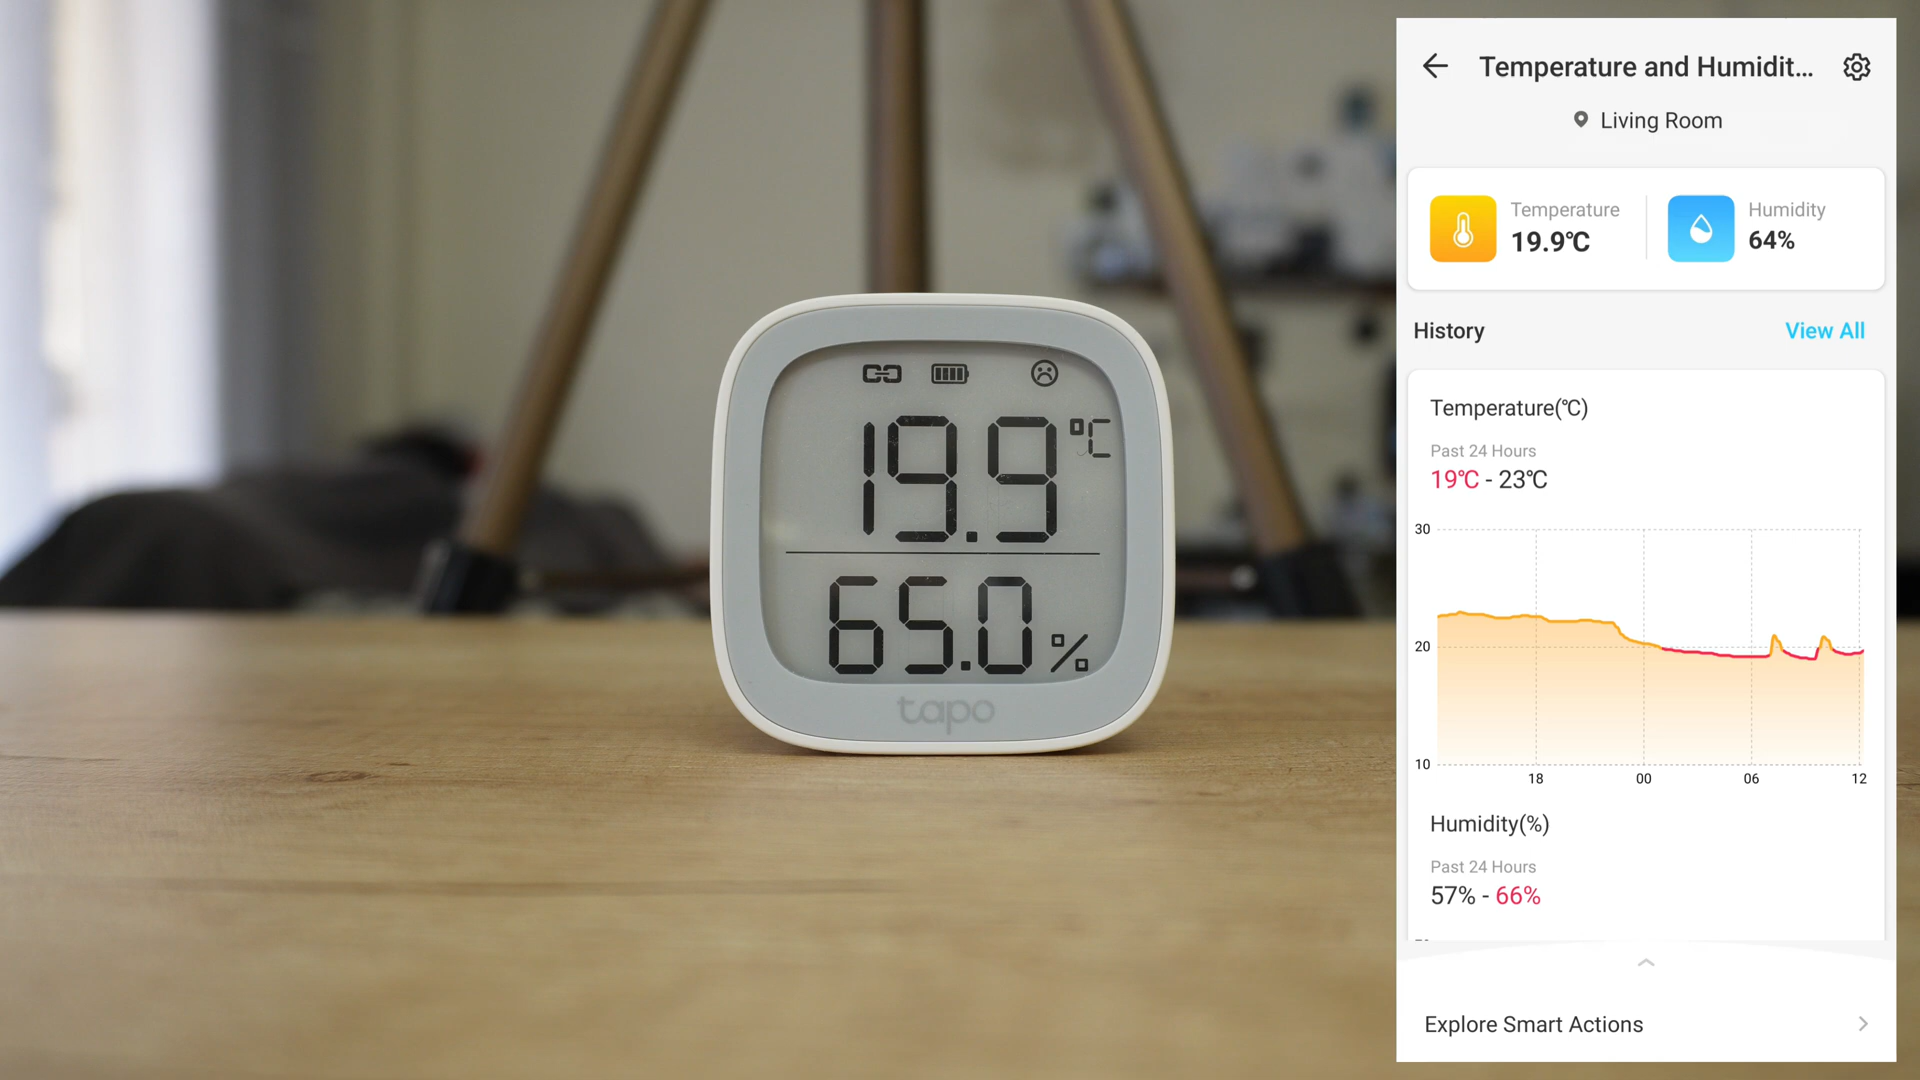 19.9 °C
65.0 %
tapo
Temperature and Humidit...
Living Room
Temperature
19.9℃
Humidity
64%
History
View All
Temperature(℃)
Past 24 Hours
19℃ - 23℃
30
20
10
18 00 06 12
Humidity(%)
Past 24 Hours
57% - 66%
Explore Smart Actions